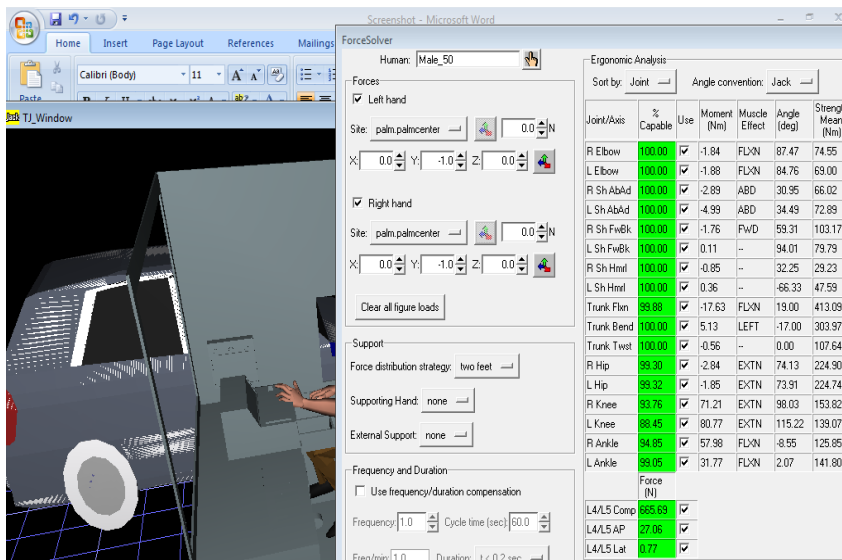 Screenshot - Microsoft Word
Home Insert Page Layout References Mailings
Calibri (Body) 11 A A
Paste
TJ_Window
ForceSolver
Human: Male_50
Forces
Left hand
Site: palm.palmcenter 0.0 N
X: 0.0 Y: -1.0 Z: 0.0
Right hand
Site: palm.palmcenter 0.0 N
X: 0.0 Y: -1.0 Z: 0.0
Clear all figure loads
Support
Force distribution strategy: two feet
Supporting Hand: none
External Support: none
Frequency and Duration
Use frequency/duration compensation
Frequency: 1.0 Cycle time (sec): 60.0
Freq/min: 1.0 Duration: t < 0.2 sec
Ergonomic Analysis
Sort by: Joint Angle convention: Jack
Joint/Axis % Capable Use Moment (Nm) Muscle Effect Angle (deg) Strength Mean (Nm)
R Elbow 100.00 -1.84 FLXN 87.47 74.55
L Elbow 100.00 -1.88 FLXN 84.76 69.00
R Sh AbAd 100.00 -2.89 ABD 30.95 66.02
L Sh AbAd 100.00 -4.99 ABD 34.49 72.89
R Sh FwBk 100.00 -1.76 FWD 59.31 103.17
L Sh FwBk 100.00 0.11 -- 94.01 79.79
R Sh Hmrl 100.00 -0.85 -- 32.25 29.23
L Sh Hmrl 100.00 0.36 -- -66.33 47.59
Trunk Flxn 99.88 -17.63 FLXN 19.00 413.09
Trunk Bend 100.00 5.13 LEFT -17.00 303.97
Trunk Twst 100.00 -0.56 -- 0.00 107.64
R Hip 99.30 -2.84 EXTN 74.13 224.90
L Hip 99.32 -1.85 EXTN 73.91 224.74
R Knee 93.76 71.21 EXTN 98.03 153.82
L Knee 88.45 80.77 EXTN 115.22 139.07
R Ankle 94.85 57.98 FLXN -8.55 125.85
L Ankle 99.05 31.77 FLXN 2.07 141.80
Force (N)
L4/L5 Comp 665.69
L4/L5 AP 27.06
L4/L5 Lat 0.77